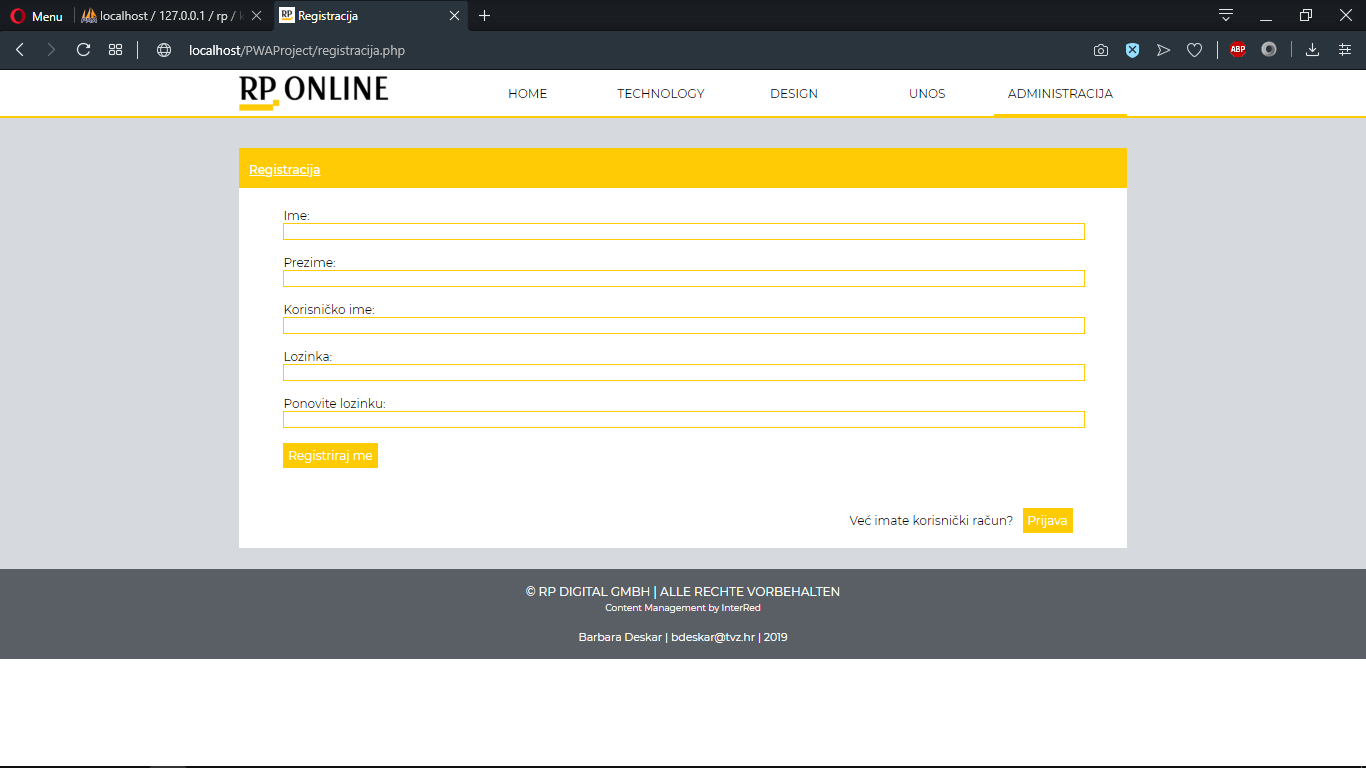 Menu
localhost / 127.0.0.1 / rp /
RP
Registracija
localhost/PWAProject/registracija.php
ABP
RP ONLINE
HOME
TECHNOLOGY
DESIGN
UNOS
ADMINISTRACIJA
Registracija
Ime:
Prezime:
Korisničko ime:
Lozinka:
Ponovite lozinku:
Registriraj me
Već imate korisnički račun? Prijava
© RP DIGITAL GMBH | ALLE RECHTE VORBEHALTEN
Content Management by InterRed
Barbara Deskar | bdeskar@tvz.hr | 2019